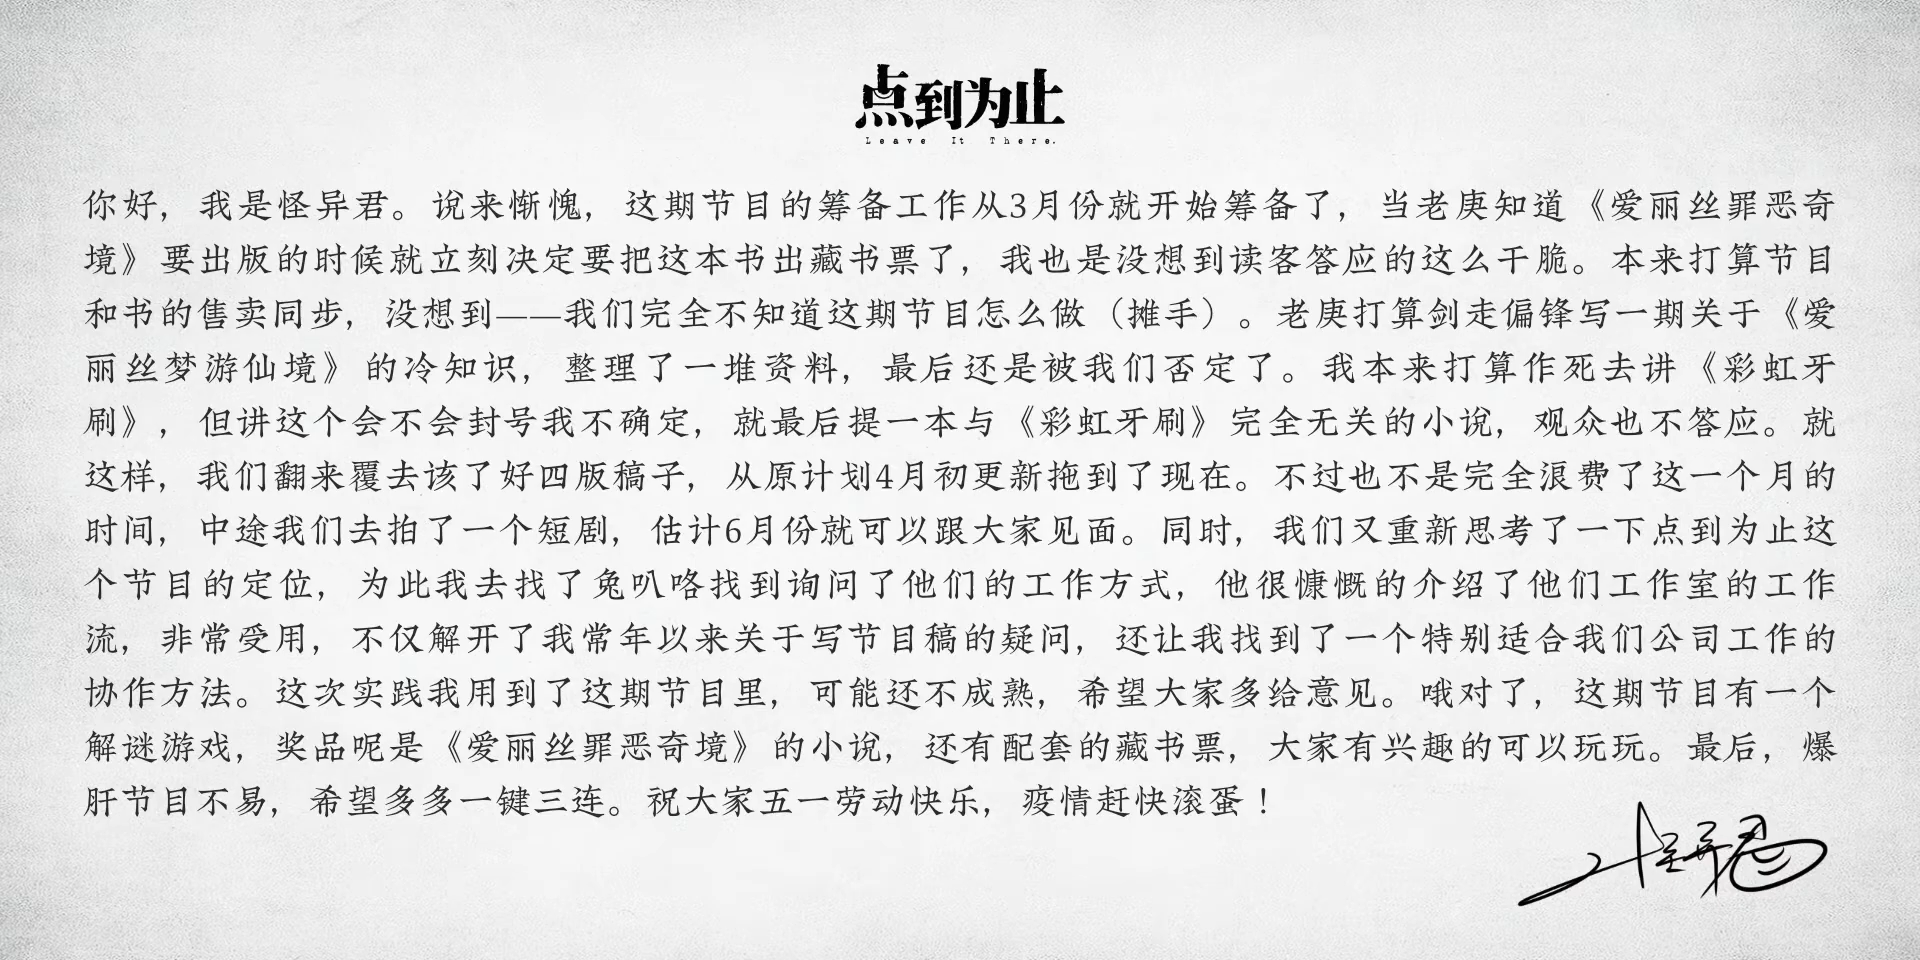 点到为止
Leave It There.
你好，我是怪异君。说来惭愧，这期节目的筹备工作从3月份就开始筹备了，当老庚知道《爱丽丝罪恶奇
境》要出版的时候就立刻决定要把这本书出藏书票了，我也是没想到读客答应的这么干脆。本来打算节目
和书的售卖同步，没想到——我们完全不知道这期节目怎么做（摊手）。老庚打算剑走偏锋写一期关于《爱
丽丝梦游仙境》的冷知识，整理了一堆资料，最后还是被我们否定了。我本来打算作死去讲《彩虹牙
刷》，但讲这个会不会封号我不确定，就最后提一本与《彩虹牙刷》完全无关的小说，观众也不答应。就
这样，我们翻来覆去该了好四版稿子，从原计划4月初更新拖到了现在。不过也不是完全浪费了这一个月的
时间，中途我们去拍了一个短剧，估计6月份就可以跟大家见面。同时，我们又重新思考了一下点到为止这
个节目的定位，为此我去找了兔叭咯找到询问了他们的工作方式，他很慷慨的介绍了他们工作室的工作
流，非常受用，不仅解开了我常年以来关于写节目稿的疑问，还让我找到了一个特别适合我们公司工作的
协作方法。这次实践我用到了这期节目里，可能还不成熟，希望大家多给意见。哦对了，这期节目有一个
解谜游戏，奖品呢是《爱丽丝罪恶奇境》的小说，还有配套的藏书票，大家有兴趣的可以玩玩。最后，爆
肝节目不易，希望多多一键三连。祝大家五一劳动快乐，疫情赶快滚蛋！
怪异君